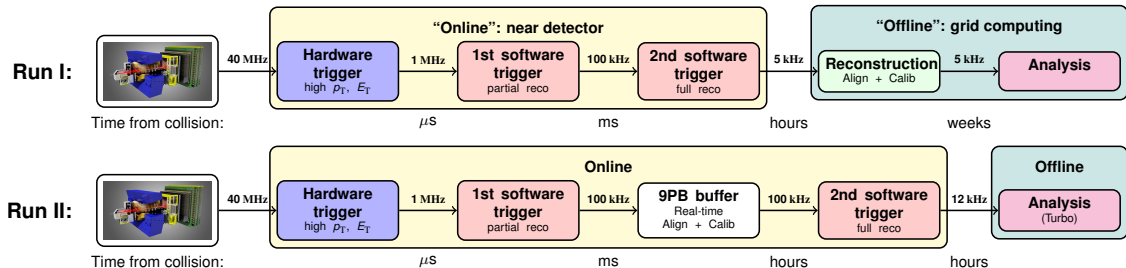 “Online”: near detector
“Offline”: grid computing
Run I:
40 MHz
Hardware
trigger
high pT, ET
1 MHz
1st software
trigger
partial reco
100 kHz
2nd software
trigger
full reco
5 kHz
Reconstruction
Align + Calib
5 kHz
Analysis
Time from collision:
μs
ms
hours
weeks
Online
Offline
Run II:
40 MHz
Hardware
trigger
high pT, ET
1 MHz
1st software
trigger
partial reco
100 kHz
9PB buffer
Real-time
Align + Calib
100 kHz
2nd software
trigger
full reco
12 kHz
Analysis
(Turbo)
Time from collision:
μs
ms
hours
hours